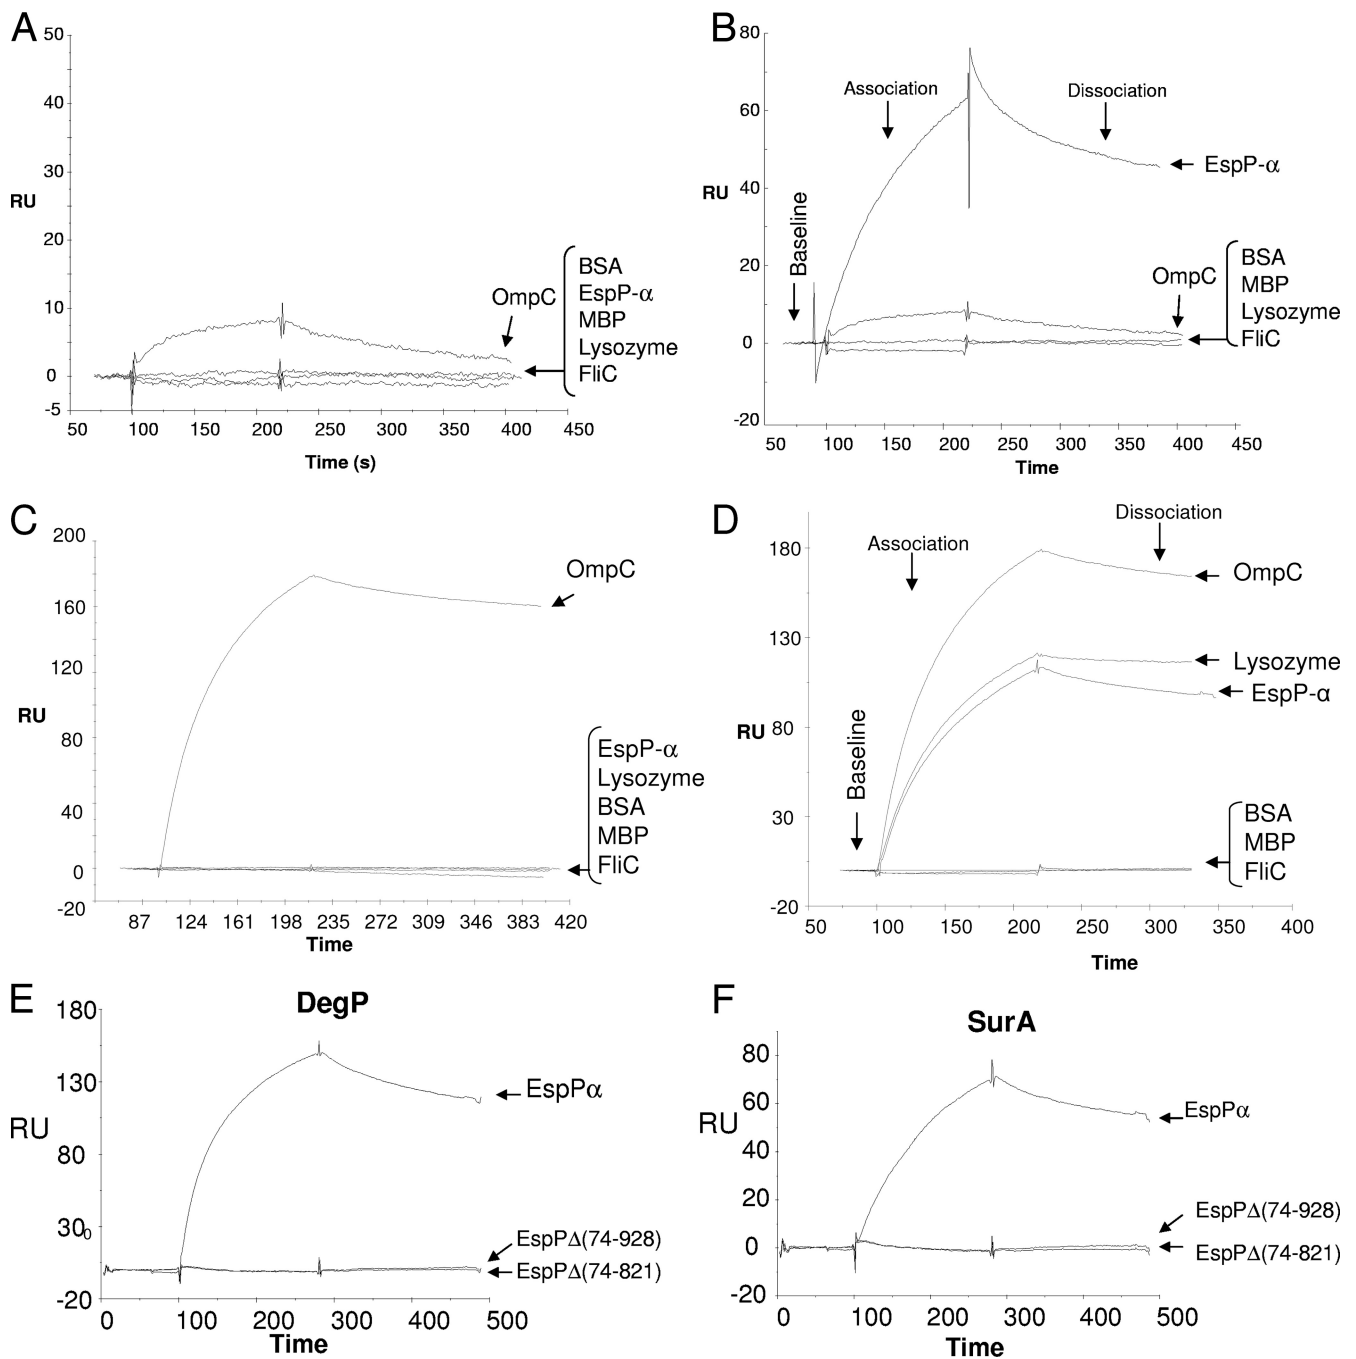 A
50
40
30
20
10
0
-5
RU
OmpC
BSA
EspP-α
MBP
Lysozyme
FliC
50 100 150 200 250 300 350 400 450
Time (s)
B
80
60
40
20
0
-20
RU
Baseline
Association
Dissociation
EspP-α
OmpC
BSA
MBP
Lysozyme
FliC
50 100 150 200 250 300 350 400 450
Time
C
200
160
120
80
40
0
-20
RU
OmpC
EspP-α
Lysozyme
BSA
MBP
FliC
87 124 161 198 235 272 309 346 383 420
Time
D
180
130
80
30
-20
RU
Baseline
Association
Dissociation
OmpC
Lysozyme
EspP-α
BSA
MBP
FliC
50 100 150 200 250 300 350 400
Time
E
DegP
180
130
80
30
0
-20
RU
EspPα
EspPΔ(74-928)
EspPΔ(74-821)
0 100 200 300 400 500
Time
F
SurA
80
60
40
20
0
-20
RU
EspPα
EspPΔ(74-928)
EspPΔ(74-821)
0 100 200 300 400 500
Time